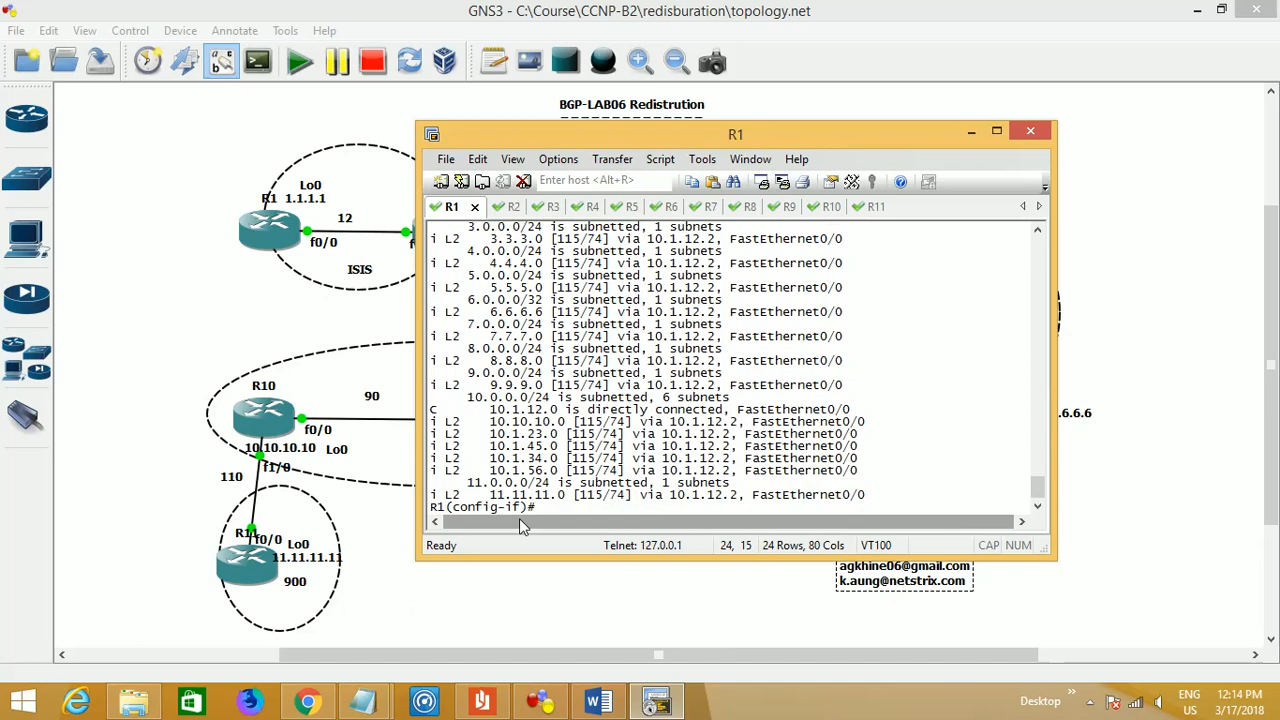 GNS3 - C:\Course\CCNP-B2\redisburation\topology.net
File Edit View Control Device Annotate Tools Help
BGP-LAB06 Redistrution
R1
File Edit View Options Transfer Script Tools Window Help
Enter host <Alt+R>
R1 R2 R3 R4 R5 R6 R7 R8 R9 R10 R11
3.0.0.0/24 is subnetted, 1 subnets
i L2 3.3.3.0 [115/74] via 10.1.12.2, FastEthernet0/0
4.0.0.0/24 is subnetted, 1 subnets
i L2 4.4.4.0 [115/74] via 10.1.12.2, FastEthernet0/0
5.0.0.0/24 is subnetted, 1 subnets
i L2 5.5.5.0 [115/74] via 10.1.12.2, FastEthernet0/0
6.0.0.0/32 is subnetted, 1 subnets
i L2 6.6.6.6 [115/74] via 10.1.12.2, FastEthernet0/0
7.0.0.0/24 is subnetted, 1 subnets
i L2 7.7.7.0 [115/74] via 10.1.12.2, FastEthernet0/0
8.0.0.0/24 is subnetted, 1 subnets
i L2 8.8.8.0 [115/74] via 10.1.12.2, FastEthernet0/0
9.0.0.0/24 is subnetted, 1 subnets
i L2 9.9.9.0 [115/74] via 10.1.12.2, FastEthernet0/0
10.0.0.0/24 is subnetted, 6 subnets
C 10.1.12.0 is directly connected, FastEthernet0/0
i L2 10.10.10.0 [115/74] via 10.1.12.2, FastEthernet0/0
i L2 10.1.23.0 [115/74] via 10.1.12.2, FastEthernet0/0
i L2 10.1.45.0 [115/74] via 10.1.12.2, FastEthernet0/0
i L2 10.1.34.0 [115/74] via 10.1.12.2, FastEthernet0/0
i L2 10.1.56.0 [115/74] via 10.1.12.2, FastEthernet0/0
11.0.0.0/24 is subnetted, 1 subnets
i L2 11.11.11.0 [115/74] via 10.1.12.2, FastEthernet0/0
R1(config-if)#
Ready Telnet: 127.0.0.1 24, 15 24 Rows, 80 Cols VT100 CAP NUM
Lo0
R1 1.1.1.1
12
f0/0
ISIS
R10
90
f0/0
10.10.10.10 Lo0
f1/0
110
R11
f0/0 Lo0
11.11.11.11
900
.6.6.6
agkhine06@gmail.com
k.aung@netstrix.com
Desktop
ENG
US
12:14 PM
3/17/2018